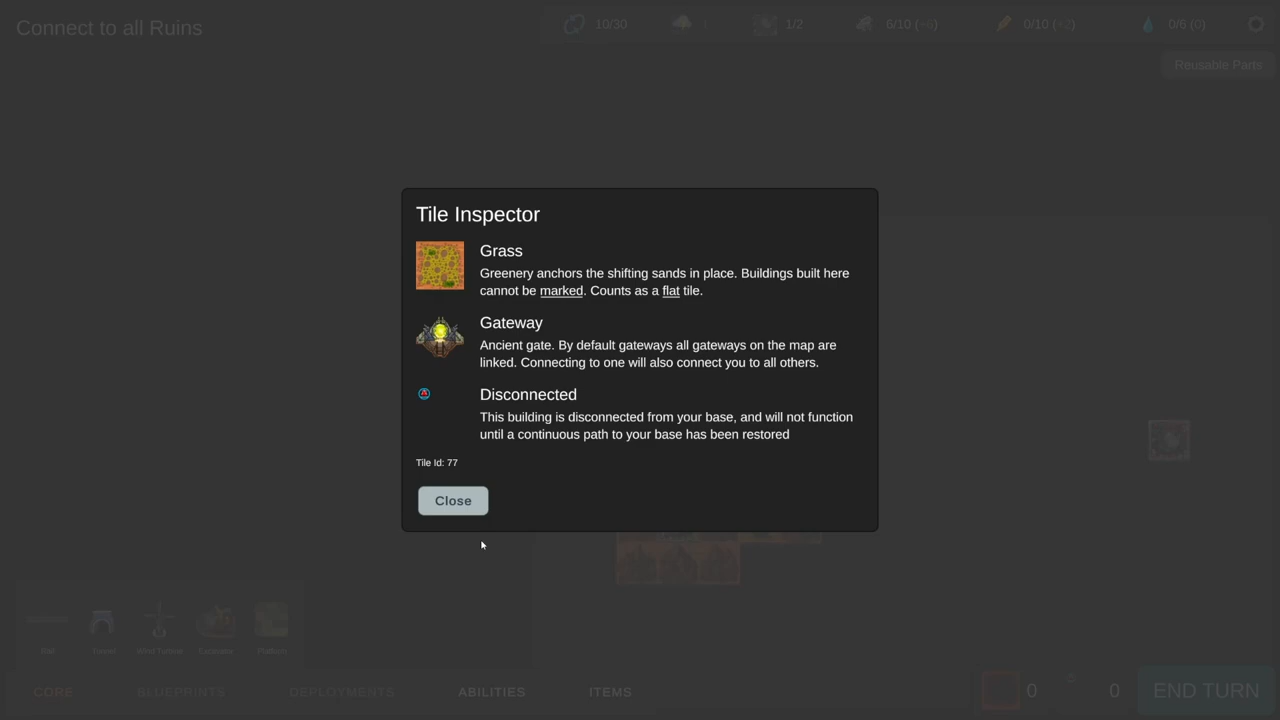 Connect to all Ruins
10/30
1
1/2
6/10 (+6)
0/10 (+2)
0/6 (0)
Reusable Parts
Tile Inspector
Grass
Greenery anchors the shifting sands in place. Buildings built here
cannot be marked. Counts as a flat tile.
Gateway
Ancient gate. By default gateways all gateways on the map are
linked. Connecting to one will also connect you to all others.
Disconnected
This building is disconnected from your base, and will not function
until a continuous path to your base has been restored
Tile Id: 77
Close
Rail
Tunnel
Wind Turbine
Excavator
Platform
CORE
BLUEPRINTS
DEPLOYMENTS
ABILITIES
ITEMS
0
0
END TURN